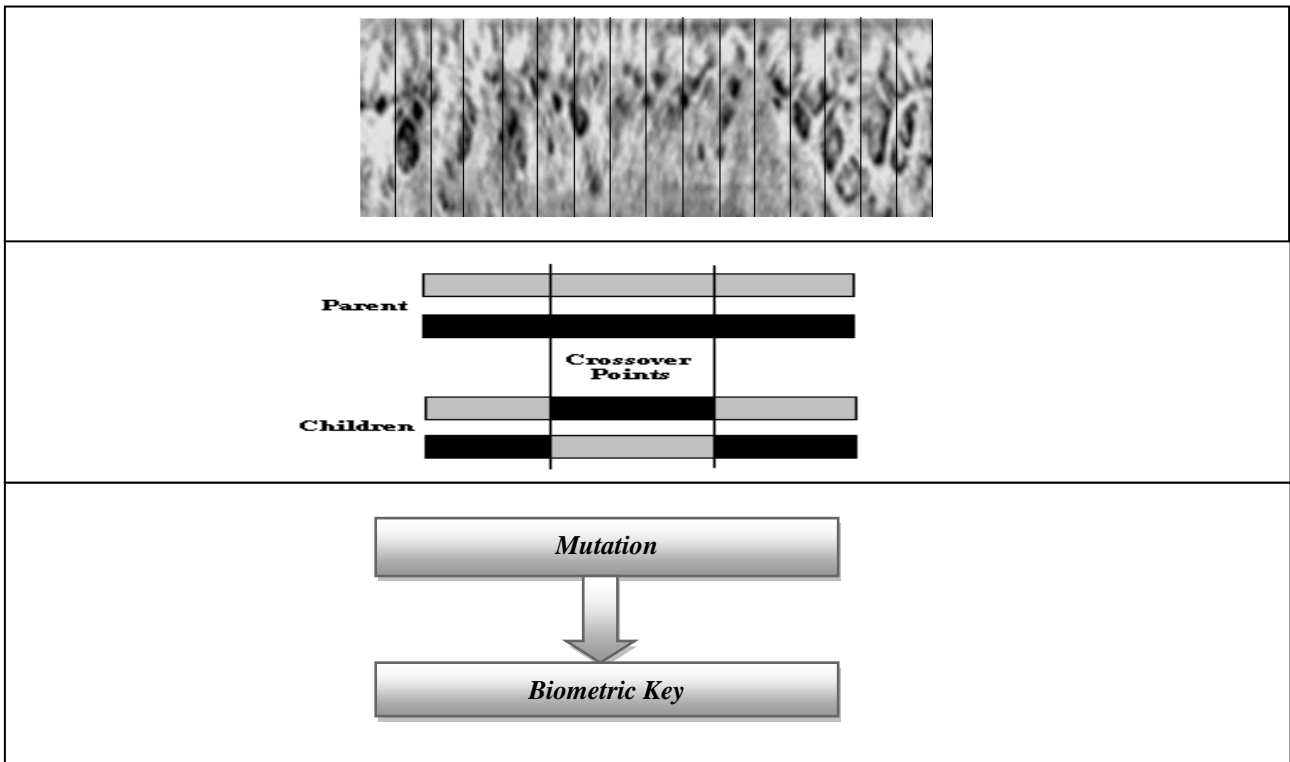 Parent
Crossover
Points
Children
Mutation
Biometric Key